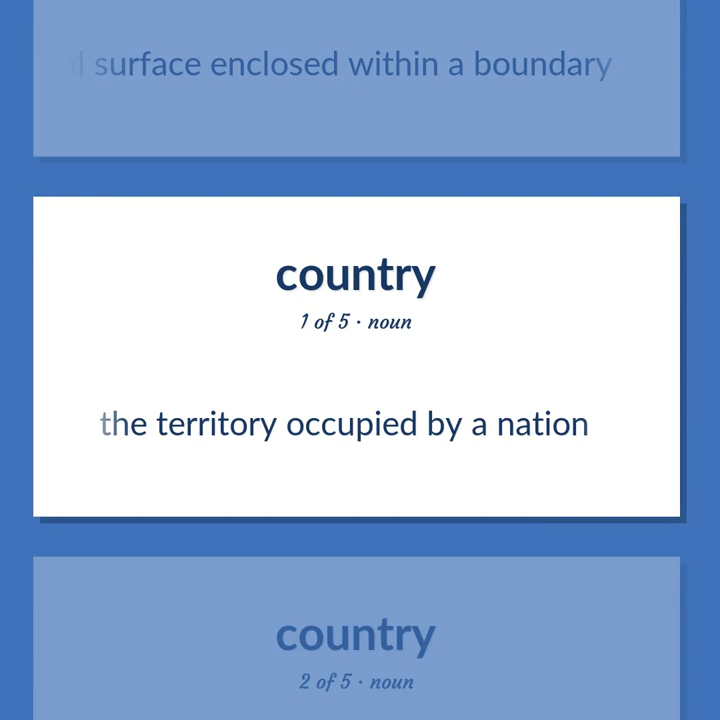 surface enclosed within a boundary
country
1 of 5 · noun
the territory occupied by a nation
country
2 of 5 · noun